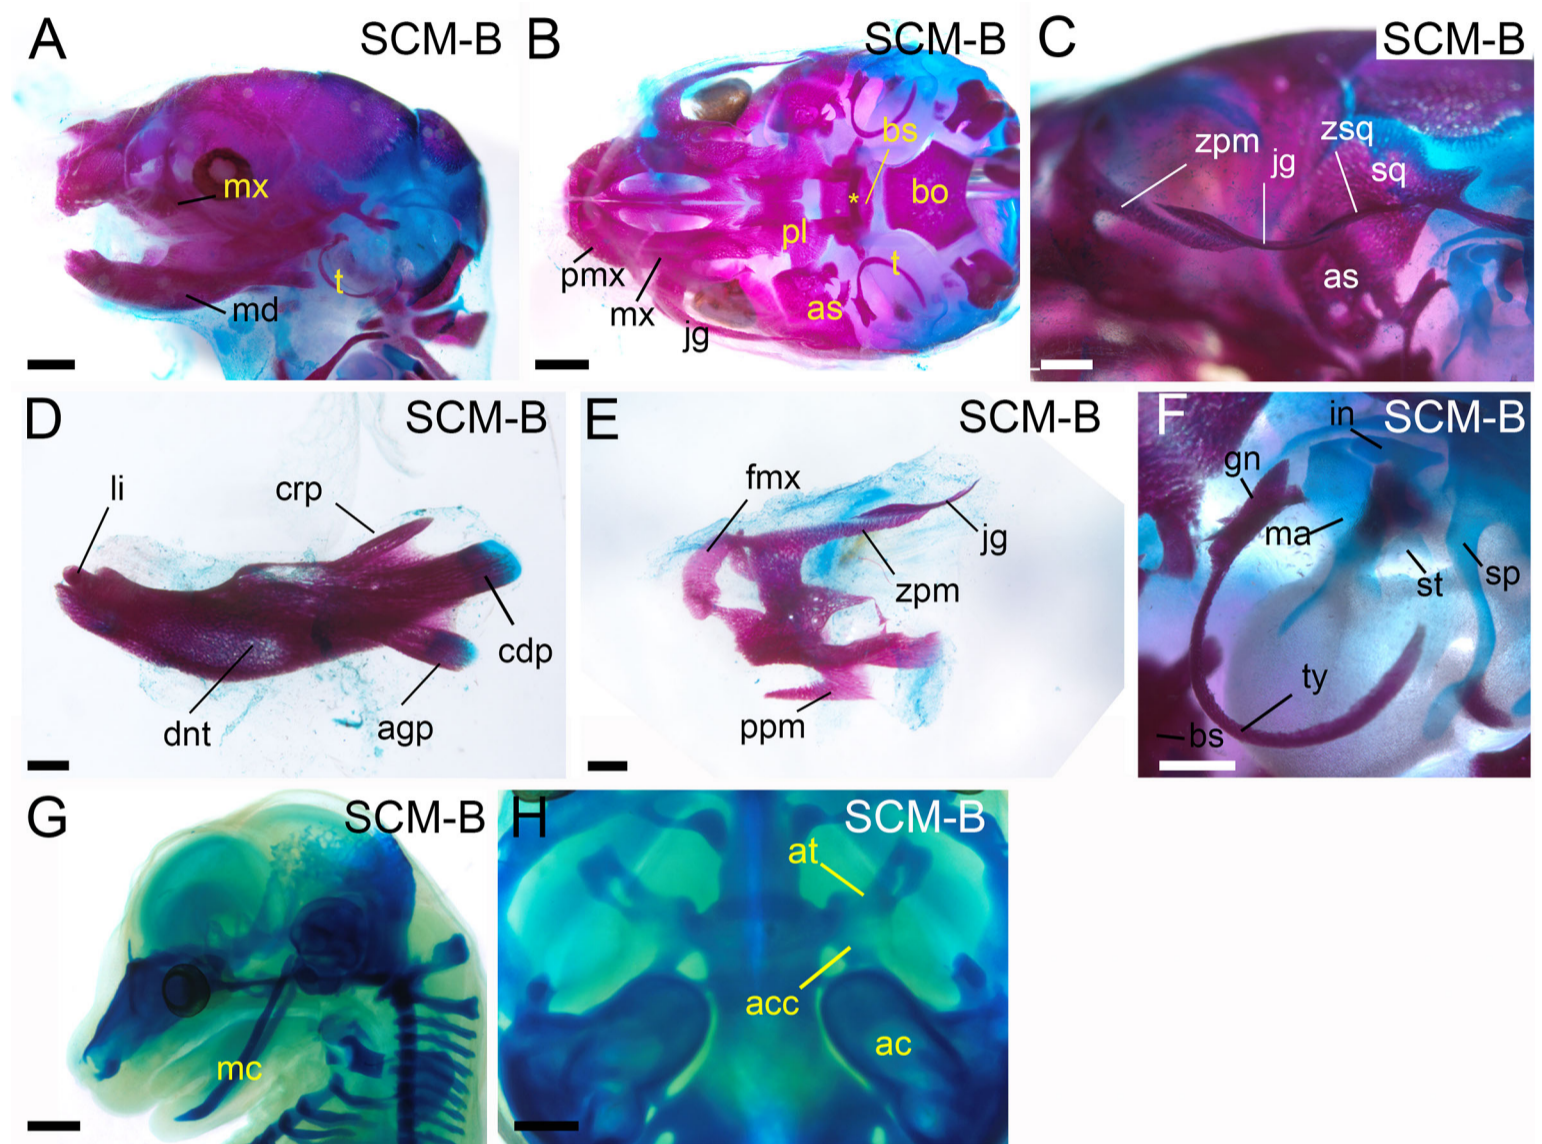 A SCM-B
mx
t
md
B SCM-B
bs
*
bo
pl
t
pmx
as
mx
jg
C SCM-B
zpm
zsq
jg
sq
as
D SCM-B
li
crp
cdp
dnt
agp
E SCM-B
fmx
jg
zpm
ppm
F SCM-B
in
gn
ma
st
sp
ty
bs
G SCM-B
mc
H SCM-B
at
acc
ac